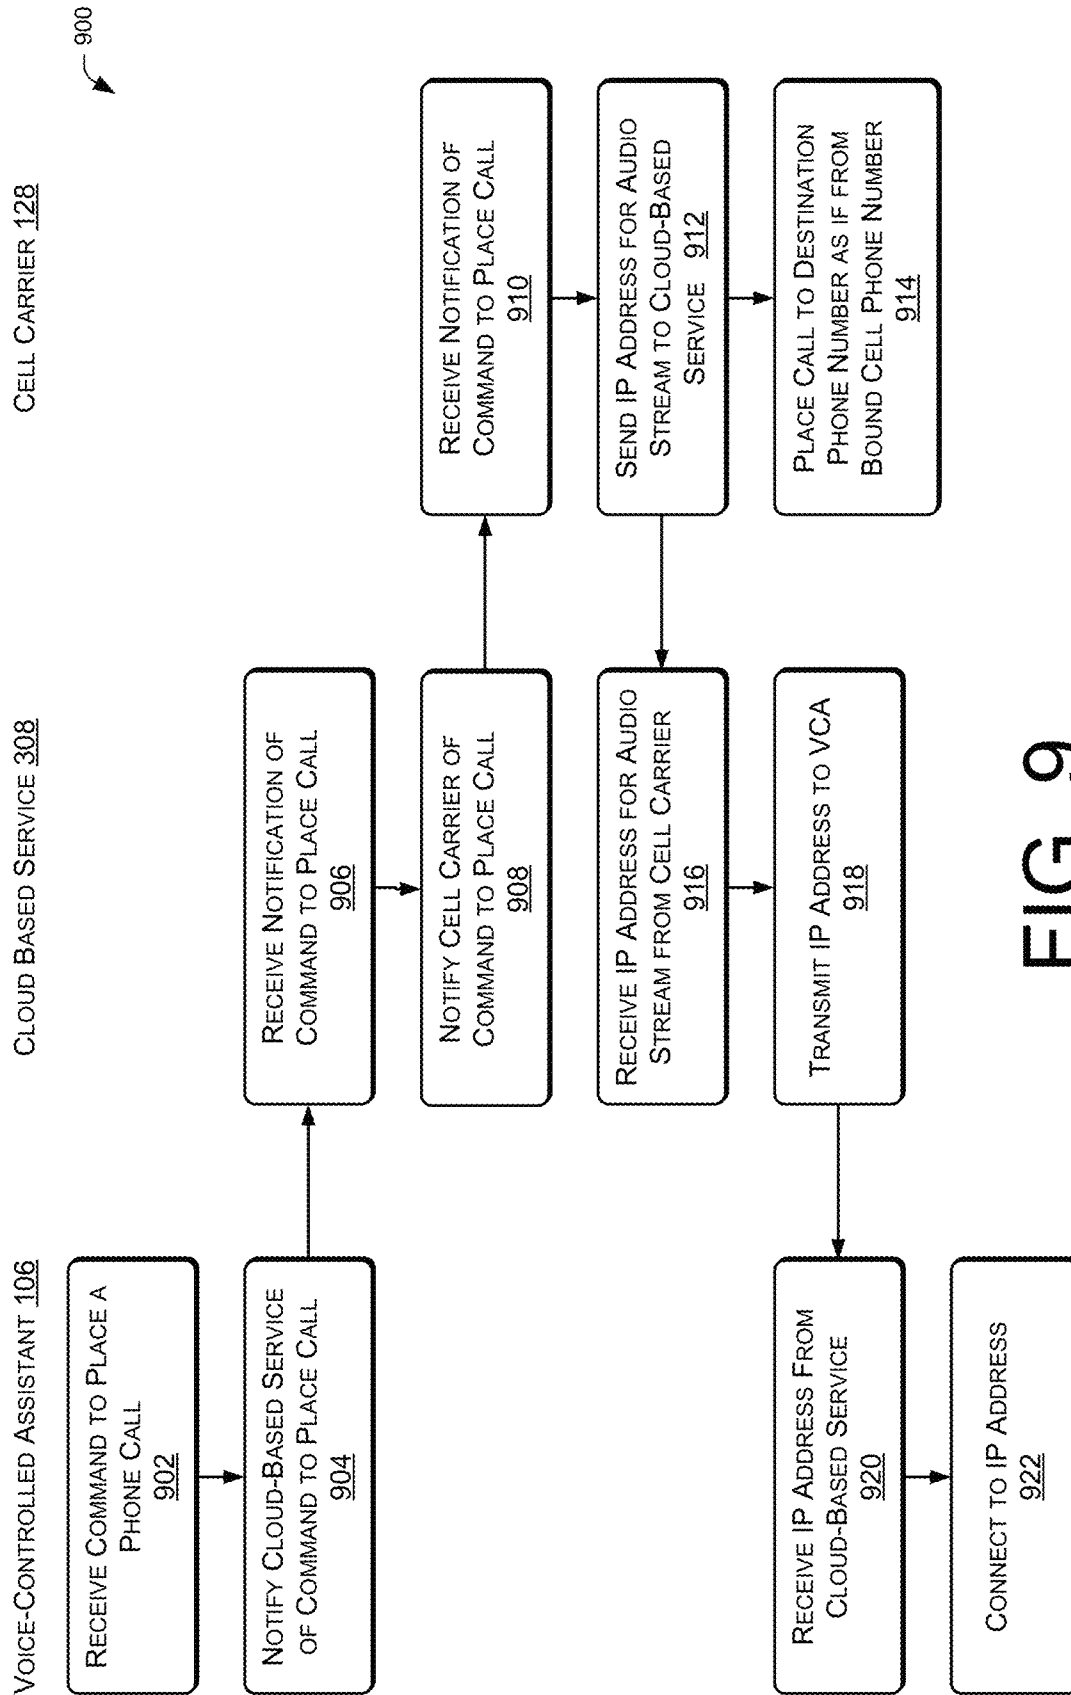 900
VOICE-CONTROLLED ASSISTANT 106
RECEIVE COMMAND TO PLACE A
PHONE CALL
902
NOTIFY CLOUD-BASED SERVICE
OF COMMAND TO PLACE CALL
904
CLOUD BASED SERVICE 308
RECEIVE NOTIFICATION OF
COMMAND TO PLACE CALL
906
NOTIFY CELL CARRIER OF
COMMAND TO PLACE CALL
908
CELL CARRIER 128
RECEIVE NOTIFICATION OF
COMMAND TO PLACE CALL
910
SEND IP ADDRESS FOR AUDIO
STREAM TO CLOUD-BASED
SERVICE 912
PLACE CALL TO DESTINATION
PHONE NUMBER AS IF FROM
BOUND CELL PHONE NUMBER
914
RECEIVE IP ADDRESS FOR AUDIO
STREAM FROM CELL CARRIER
916
TRANSMIT IP ADDRESS TO VCA
918
RECEIVE IP ADDRESS FROM
CLOUD-BASED SERVICE
920
CONNECT TO IP ADDRESS
922
FIG. 9